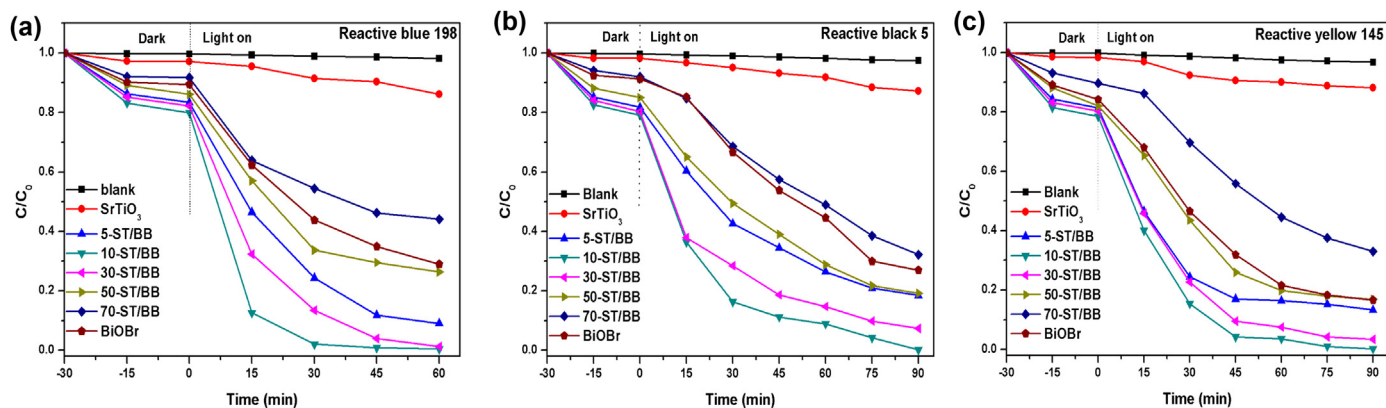 (a)
Dark
Light on
Reactive blue 198
C/C0
1.0
0.8
0.6
0.4
0.2
0.0
blank
SrTiO3
5-ST/BB
10-ST/BB
30-ST/BB
50-ST/BB
70-ST/BB
BiOBr
-30 -15 0 15 30 45 60
Time (min)
(b)
Dark
Light on
Reactive black 5
C/C0
1.0
0.8
0.6
0.4
0.2
0.0
Blank
SrTiO3
5-ST/BB
10-ST/BB
30-ST/BB
50-ST/BB
70-ST/BB
BiOBr
-30 -15 0 15 30 45 60 75 90
Time (min)
(c)
Dark
Light on
Reactive yellow 145
C/C0
1.0
0.8
0.6
0.4
0.2
0.0
Blank
SrTiO3
5-ST/BB
10-ST/BB
30-ST/BB
50-ST/BB
70-ST/BB
BiOBr
-30 -15 0 15 30 45 60 75 90
Time (min)